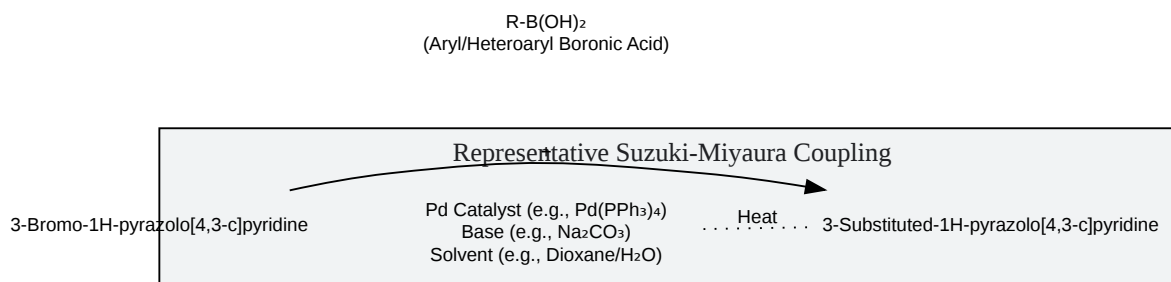 R-B(OH)₂
(Aryl/Heteroaryl Boronic Acid)
+
Representative Suzuki-Miyaura Coupling
3-Bromo-1H-pyrazolo[4,3-c]pyridine
Pd Catalyst (e.g., Pd(PPh₃)₄)
Base (e.g., Na₂CO₃)
Solvent (e.g., Dioxane/H₂O)
Heat
3-Substituted-1H-pyrazolo[4,3-c]pyridine